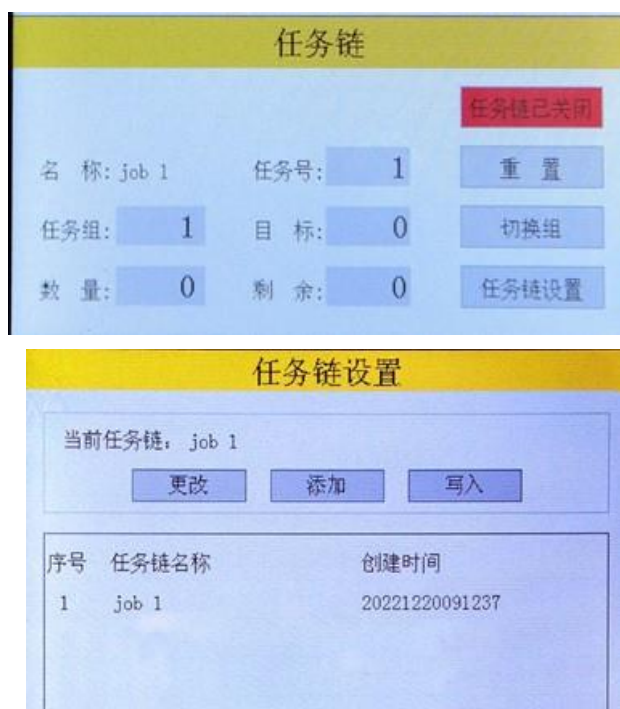 任务链
任务链已关闭
名 称: job 1 任务号: 1 重 置
任务组: 1 目 标: 0 切换组
数 量: 0 剩 余: 0 任务链设置
任务链设置
当前任务链: job 1
更改 添加 写入
序号 任务链名称 创建时间
1 job 1 20221220091237